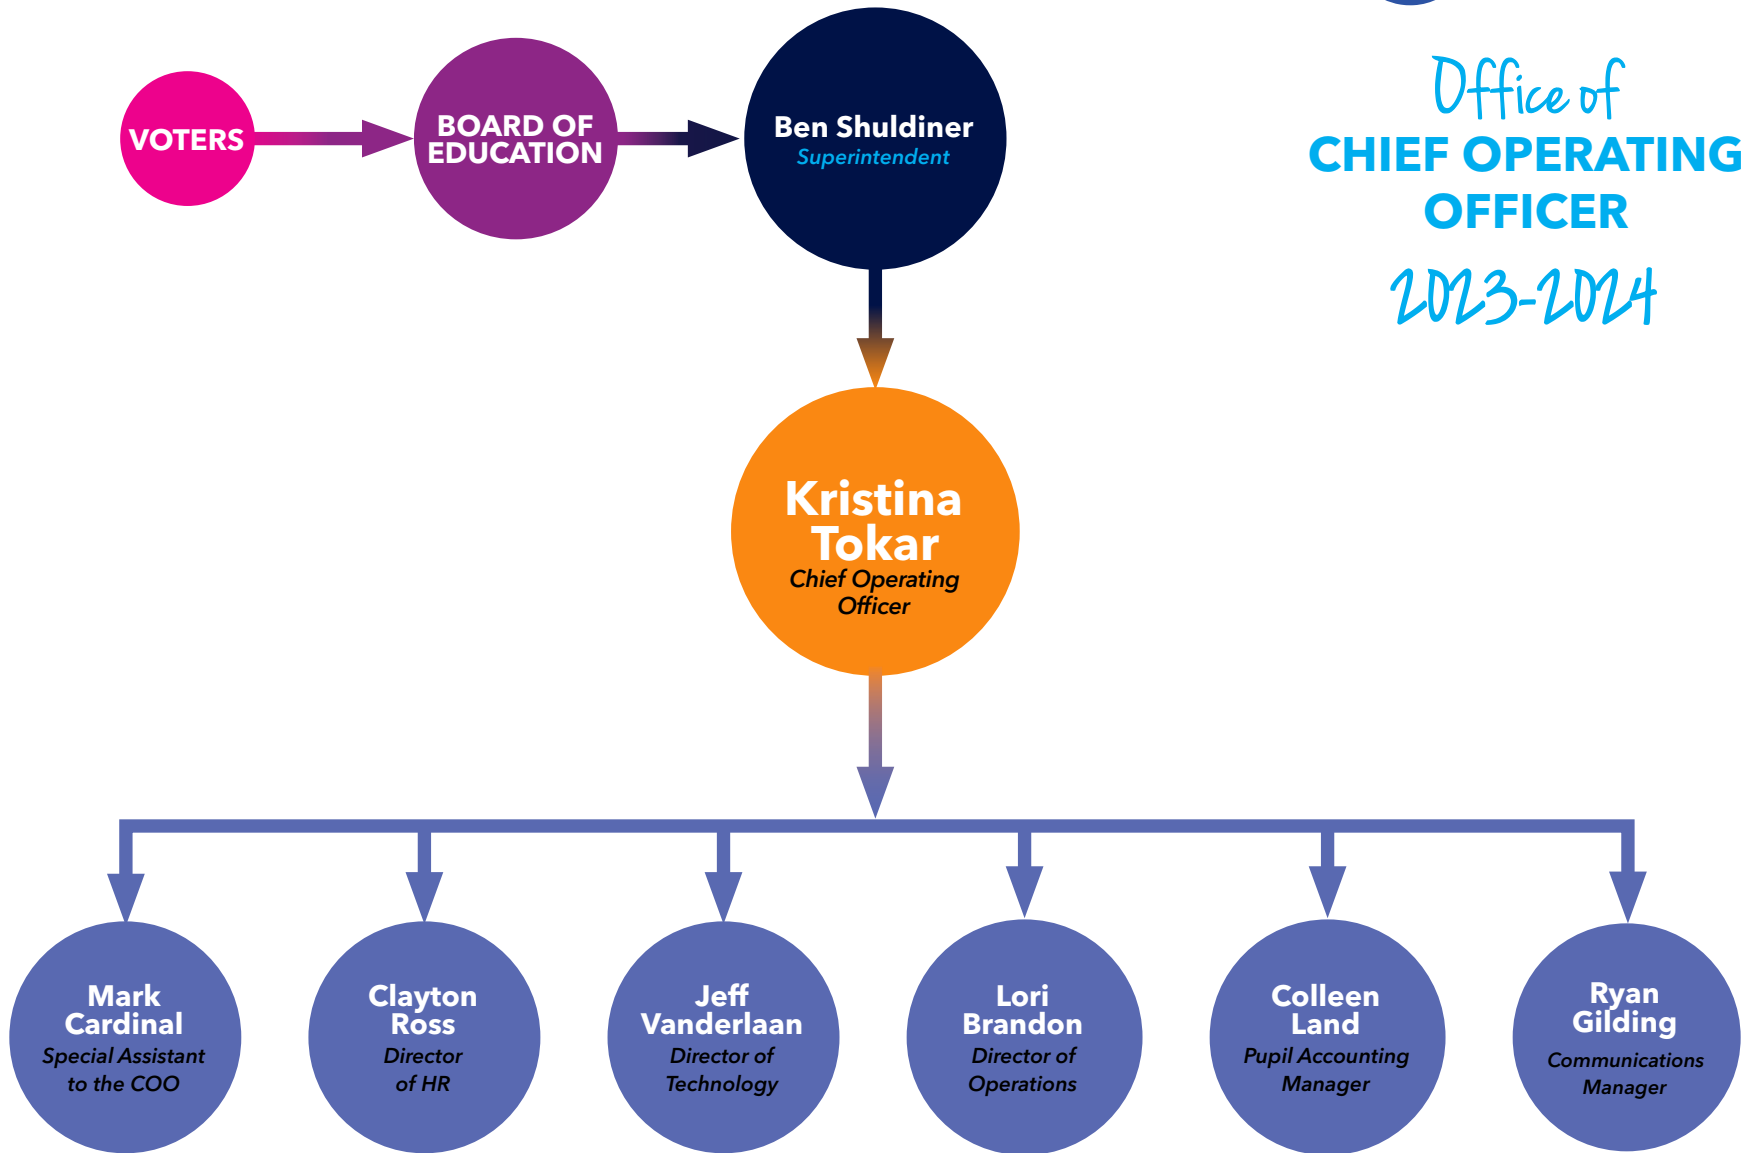 VOTERS
BOARD OF
EDUCATION
Ben Shuldiner
Superintendent
Office of
CHIEF OPERATING
OFFICER
2023-2024
Kristina
Tokar
Chief Operating
Officer
Mark
Cardinal
Special Assistant
to the COO
Clayton
Ross
Director
of HR
Jeff
Vanderlaan
Director of
Technology
Lori
Brandon
Director of
Operations
Colleen
Land
Pupil Accounting
Manager
Ryan
Gilding
Communications
Manager